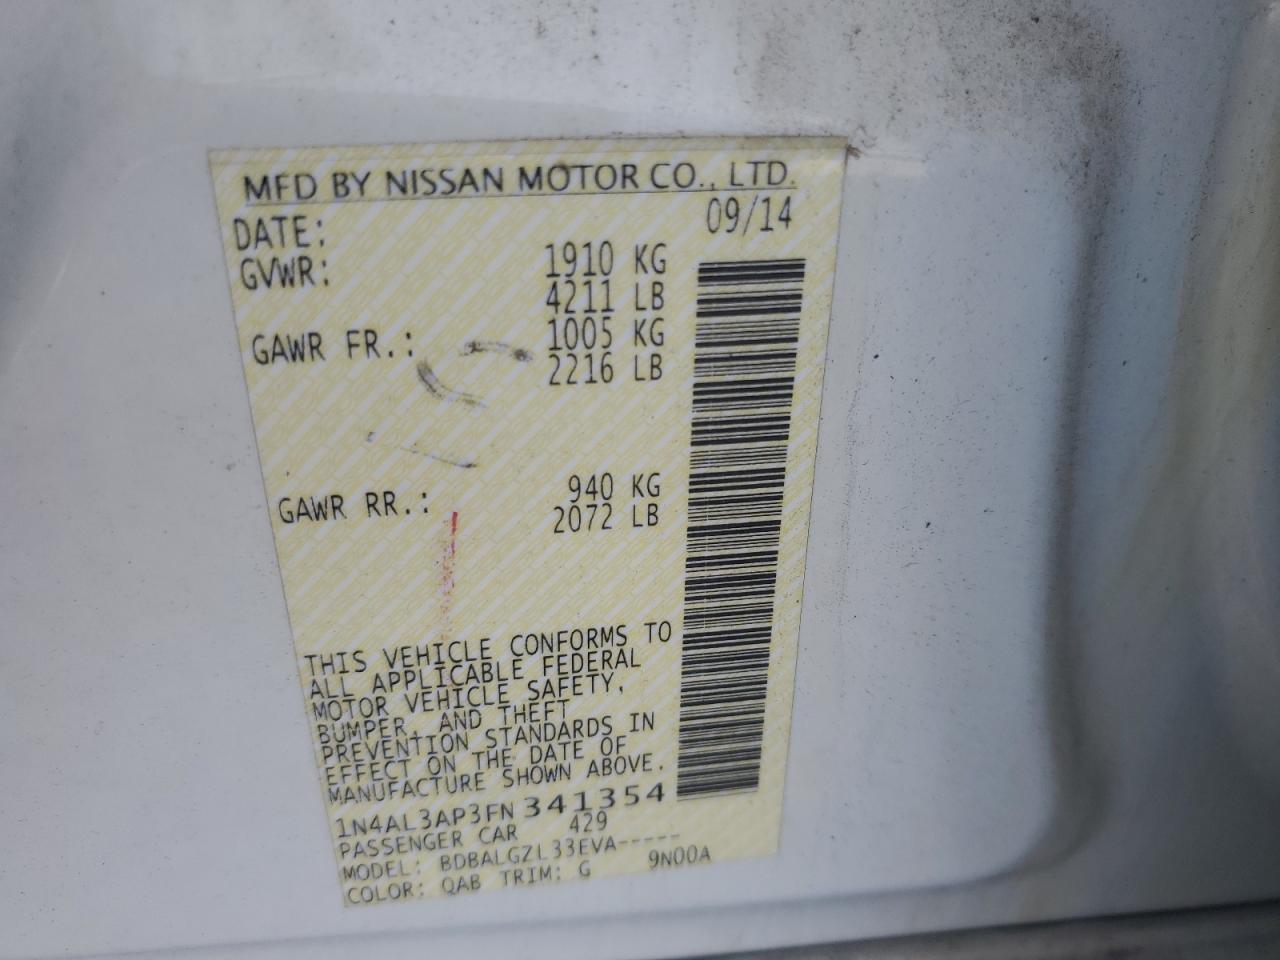 MFD BY NISSAN MOTOR CO., LTD.
DATE: 09/14
GVWR: 1910 KG
4211 LB
GAWR FR.: 1005 KG
2216 LB
GAWR RR.: 940 KG
2072 LB
THIS VEHICLE CONFORMS TO
ALL APPLICABLE FEDERAL
MOTOR VEHICLE SAFETY,
BUMPER, AND THEFT
PREVENTION STANDARDS IN
EFFECT ON THE DATE OF
MANUFACTURE SHOWN ABOVE.
1N4AL3AP3FN341354
PASSENGER CAR 429
MODEL: BDBALGZL33EVA-----
COLOR: QAB TRIM: G 9N00A